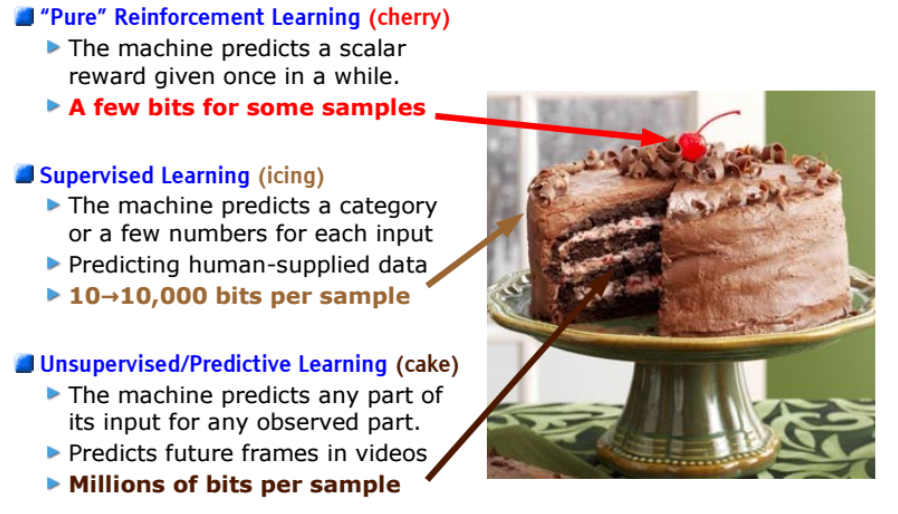 “Pure” Reinforcement Learning (cherry)
The machine predicts a scalar
reward given once in a while.
A few bits for some samples
Supervised Learning (icing)
The machine predicts a category
or a few numbers for each input
Predicting human-supplied data
10→10,000 bits per sample
Unsupervised/Predictive Learning (cake)
The machine predicts any part of
its input for any observed part.
Predicts future frames in videos
Millions of bits per sample